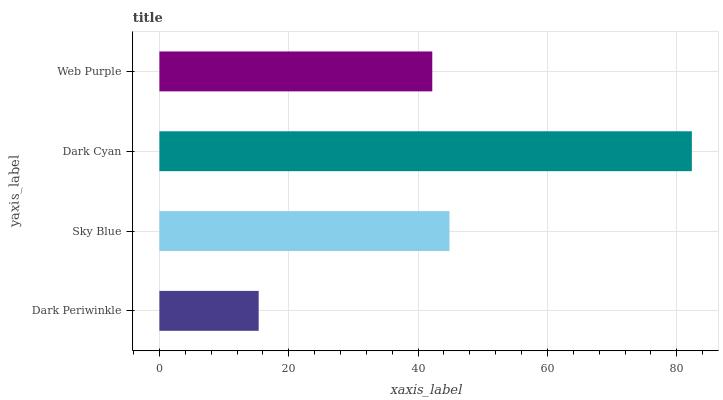 title
Web Purple
Dark Cyan
Sky Blue
Dark Periwinkle
yaxis_label
0 20 40 60 80
xaxis_label